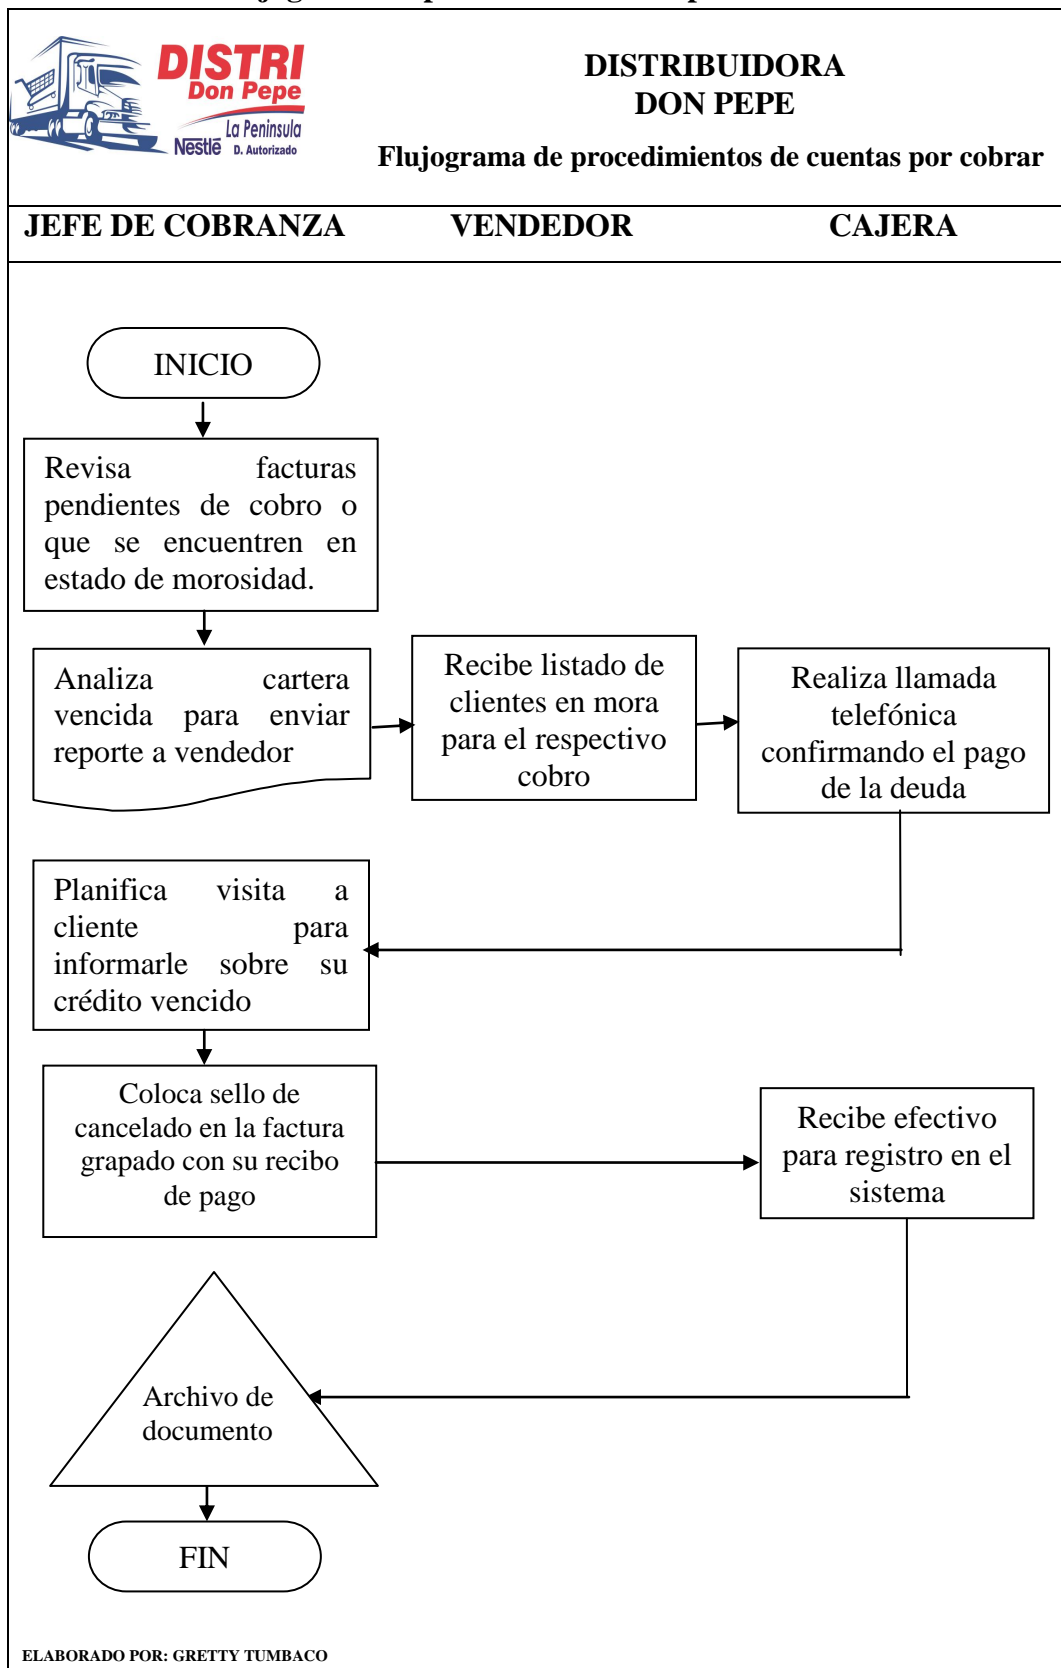 DISTRI
Don Pepe
La Peninsula
Nestlé D. Autorizado
DISTRIBUIDORA
DON PEPE
Flujograma de procedimientos de cuentas por cobrar
JEFE DE COBRANZA VENDEDOR CAJERA
INICIO
Revisa facturas
pendientes de cobro o
que se encuentren en
estado de morosidad.
Analiza cartera
vencida para enviar
reporte a vendedor
Recibe listado de
clientes en mora
para el respectivo
cobro
Realiza llamada
telefónica
confirmando el pago
de la deuda
Planifica visita a
cliente para
informarle sobre su
crédito vencido
Coloca sello de
cancelado en la factura
grapado con su recibo
de pago
Recibe efectivo
para registro en el
sistema
Archivo de
documento
FIN
ELABORADO POR: GRETTY TUMBACO